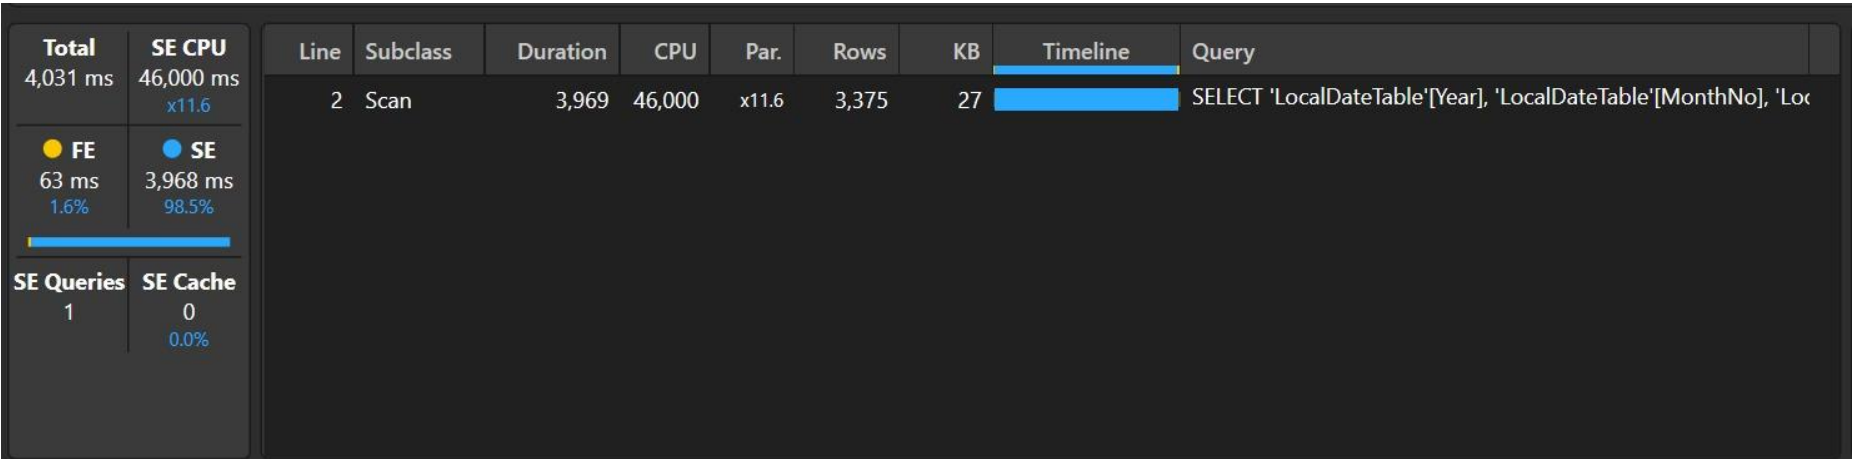 Total SE CPU
4,031 ms 46,000 ms
x11.6
FE SE
63 ms 3,968 ms
1.6% 98.5%
SE Queries SE Cache
1 0
0.0%
Line Subclass Duration CPU Par. Rows KB Timeline Query
2 Scan 3,969 46,000 x11.6 3,375 27 SELECT 'LocalDateTable'[Year], 'LocalDateTable'[MonthNo], 'Loc